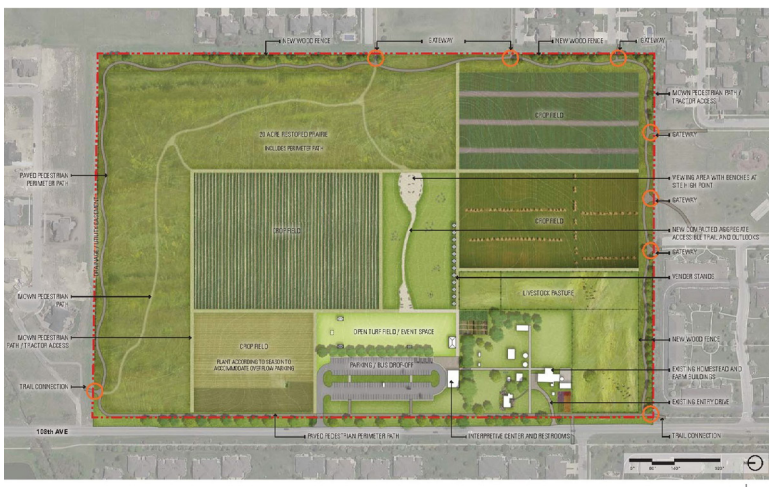 NEW WOOD FENCE
GATEWAY
NEW WOOD FENCE
GATEWAY
MOWN PEDESTRIAN PATH /
TRACTOR ACCESS
CROP FIELD
20 ACRE RESTORED PRAIRIE
INCLUDES PERIMETER PATH
GATEWAY
PAVED PEDESTRIAN
PERIMETER PATH
VIEWING AREA WITH BENCHES AT
SITE HIGH POINT
GATEWAY
CROP FIELD
CROP FIELD
NEW COMPACTED AGGREGATE
ACCESSIBLE TRAIL AND OUTLOOKS
GATEWAY
DRAINAGE / UTILITY EASEMENT
VENDER STANDS
LIVESTOCK PASTURE
MOWN PEDESTRIAN
PATH
OPEN TURF FIELD / EVENT SPACE
MOWN PEDESTRIAN
PATH / TRACTOR ACCESS
NEW WOOD FENCE
CROP FIELD
PLANT ACCORDING TO SEASON TO
ACCOMMODATE OVERFLOW PARKING
PARKING / BUS DROP-OFF
EXISTING HOMESTEAD AND
FARM BUILDINGS
TRAIL CONNECTION
EXISTING ENTRY DRIVE
109th AVE
PAVED PEDESTRIAN PERIMETER PATH
INTERPRETIVE CENTER AND RESTROOMS
TRAIL CONNECTION